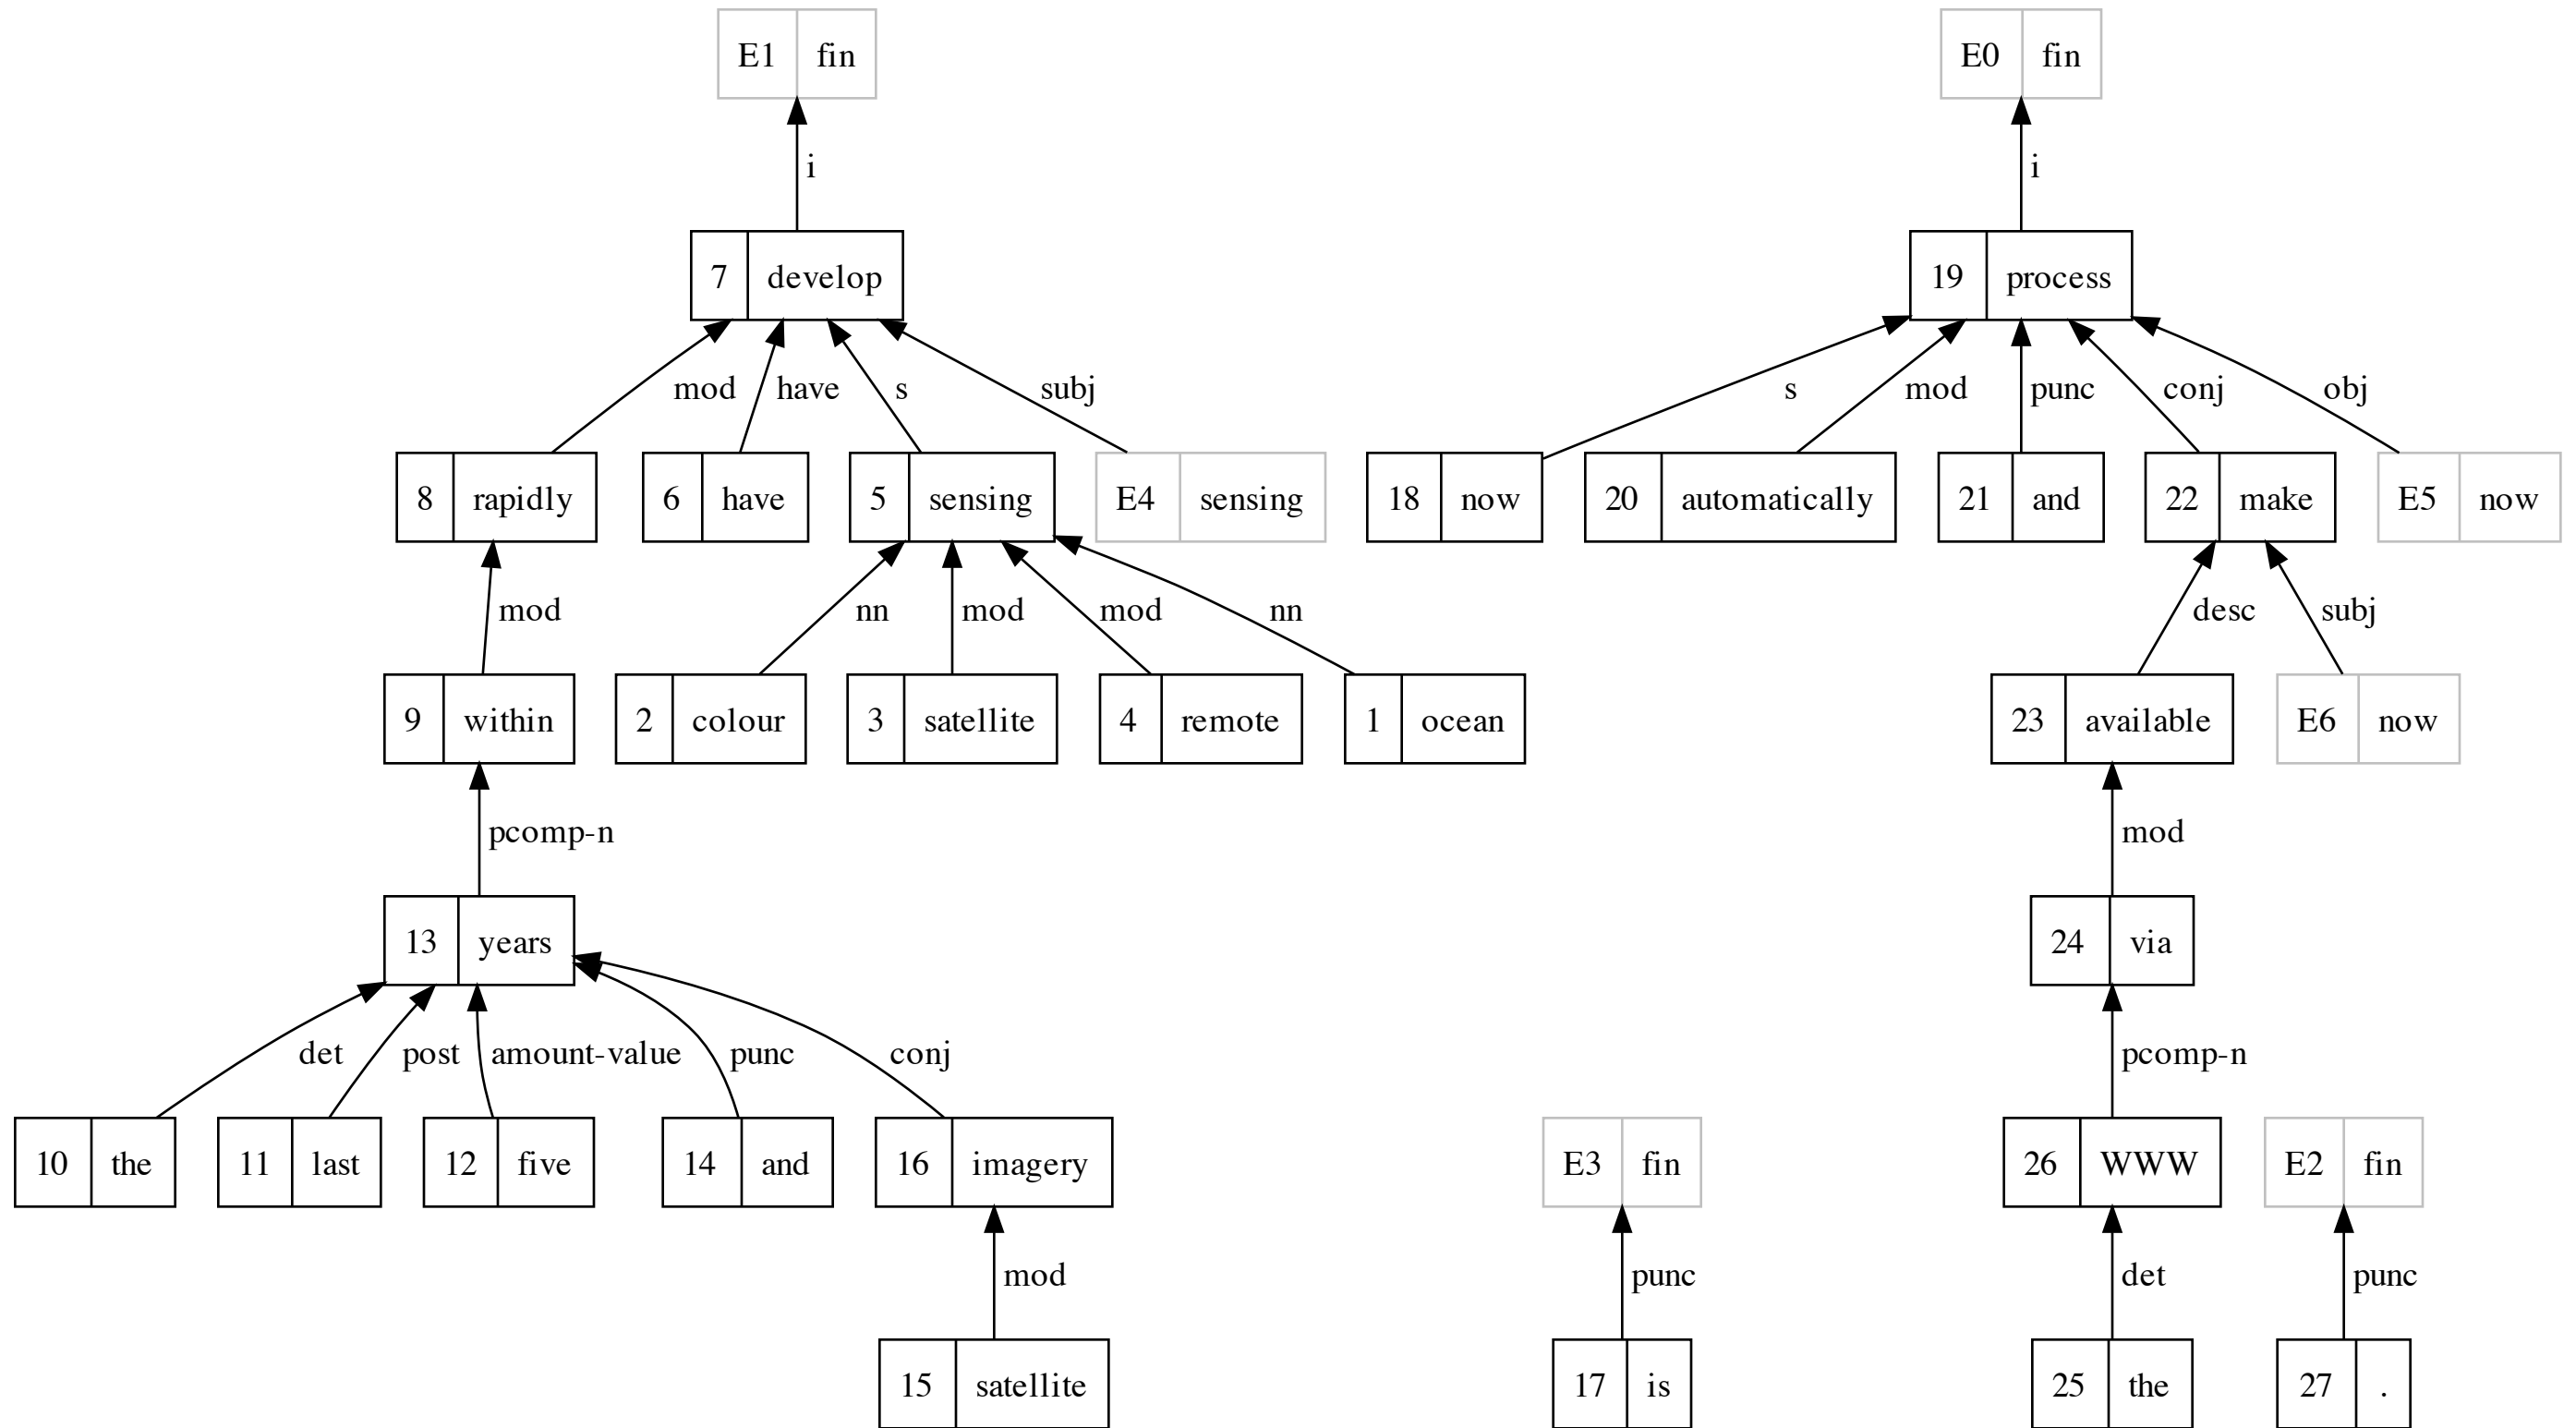 E1 fin E0 fin
i i
7 develop 19 process
mod have s subj s mod punc conj obj
8 rapidly 6 have 5 sensing E4 sensing 18 now 20 automatically 21 and 22 make E5 now
mod nn mod mod nn desc subj
9 within 2 colour 3 satellite 4 remote 1 ocean 23 available E6 now
pcomp-n mod
13 years 24 via
det post amount-value punc conj pcomp-n
10 the 11 last 12 five 14 and 16 imagery E3 fin 26 WWW E2 fin
mod punc det punc
15 satellite 17 is 25 the 27 .